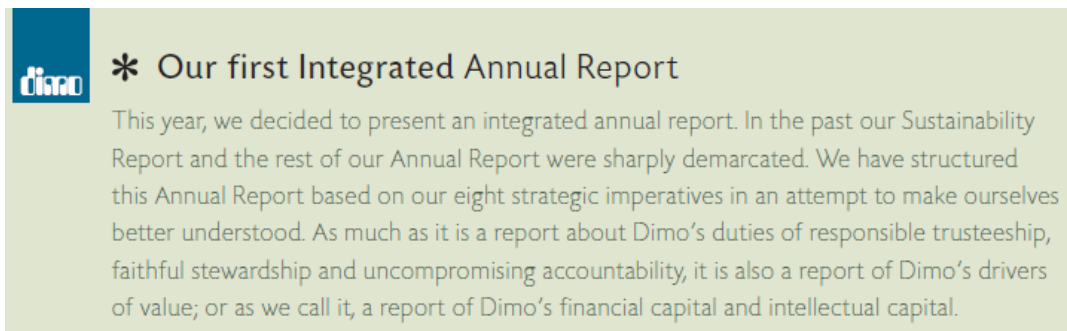 dimo
* Our first Integrated Annual Report
This year, we decided to present an integrated annual report. In the past our Sustainability
Report and the rest of our Annual Report were sharply demarcated. We have structured
this Annual Report based on our eight strategic imperatives in an attempt to make ourselves
better understood. As much as it is a report about Dimo's duties of responsible trusteeship,
faithful stewardship and uncompromising accountability, it is also a report of Dimo's drivers
of value; or as we call it, a report of Dimo's financial capital and intellectual capital.